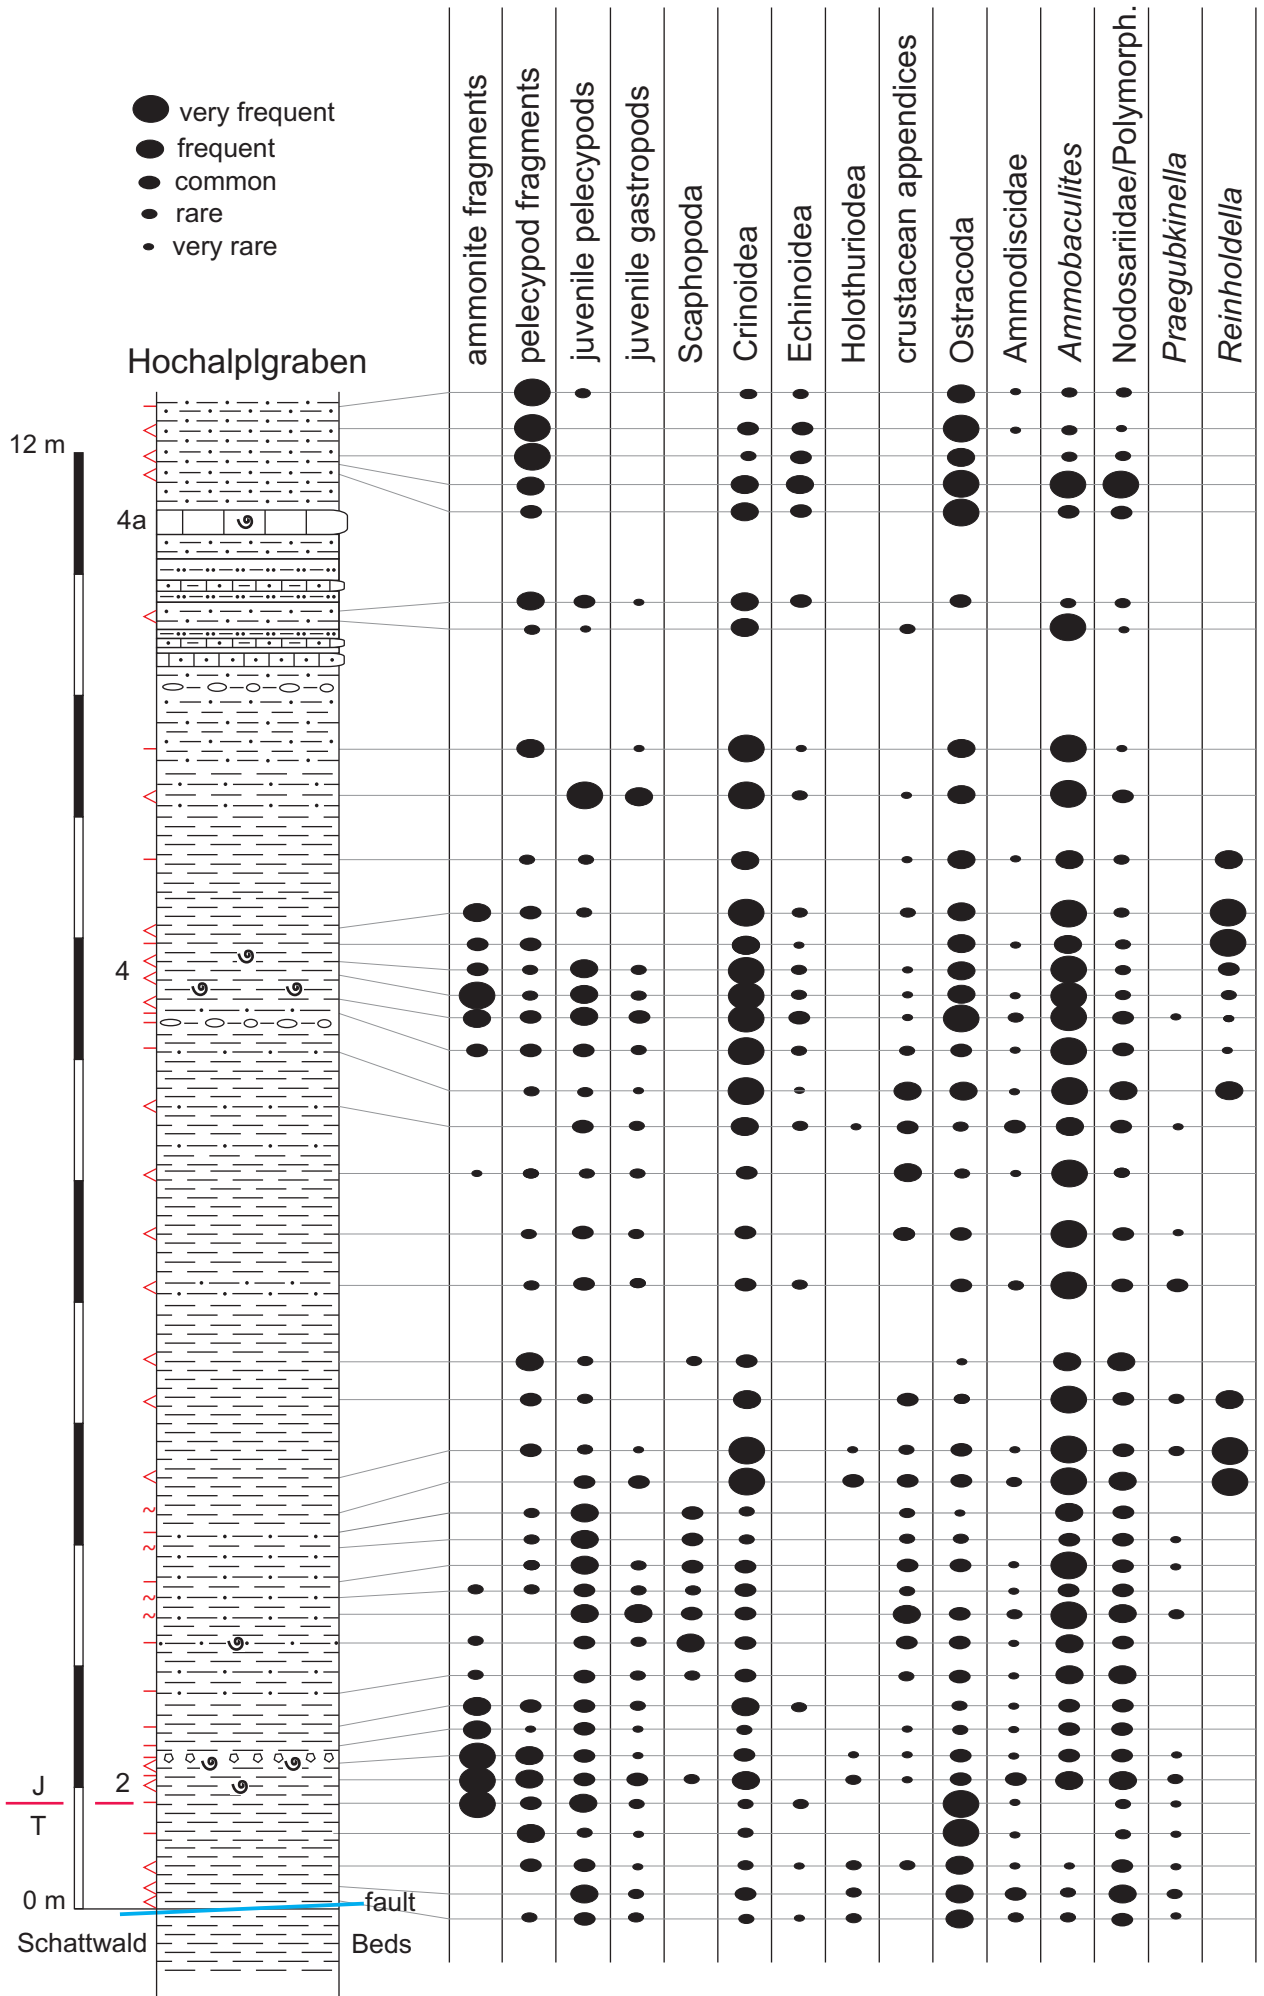 very frequent
frequent
common
rare
very rare
ammonite fragments
pelecypod fragments
juvenile pelecypods
juvenile gastropods
Scaphopoda
Crinoidea
Echinoidea
Holothuriodea
crustacean appendices
Ostracoda
Ammodiscidae
Ammobaculites
Nodosariidae/Polymorph.
Praegubkinella
Reinholdella
Hochalplgraben
12 m
4a
4
J
2
T
0 m
fault
Schattwald
Beds